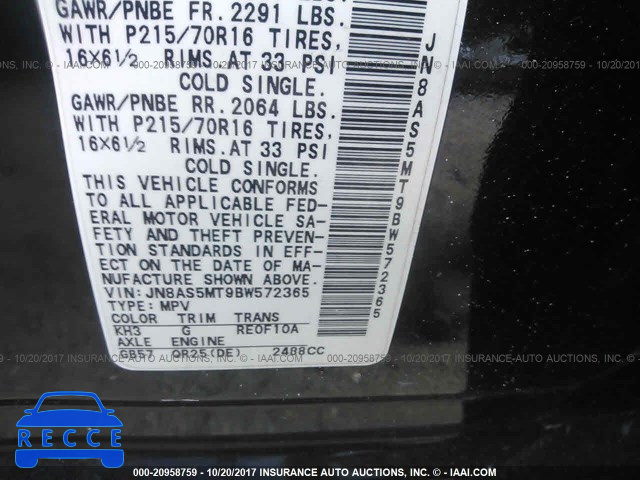 GAWR/PNBE FR. 2291 LBS.
WITH P215/70R16 TIRES,
16X6½ RIMS. AT 33 PSI
COLD SINGLE.
GAWR/PNBE RR. 2064 LBS.
WITH P215/70R16 TIRES,
16X6½ RIMS. AT 33 PSI
COLD SINGLE.
THIS VEHICLE CONFORMS
TO ALL APPLICABLE FED-
ERAL MOTOR VEHICLE SA-
FETY AND THEFT PREVEN-
TION STANDARDS IN EFF-
ECT ON THE DATE OF MA-
NUFACTURE SHOWN ABOVE
VIN: JN8AS5MT9BW572365
TYPE: MPV
COLOR TRIM TRANS
KH3 G RE0F10A
AXLE ENGINE
GB57 QR25(DE) 2488CC
JN8AS5MT9BW572365
RECCE
000-20958759 - 10/20/2017 INSURANCE AUTO AUCTIONS, INC. - © IAAI.COM